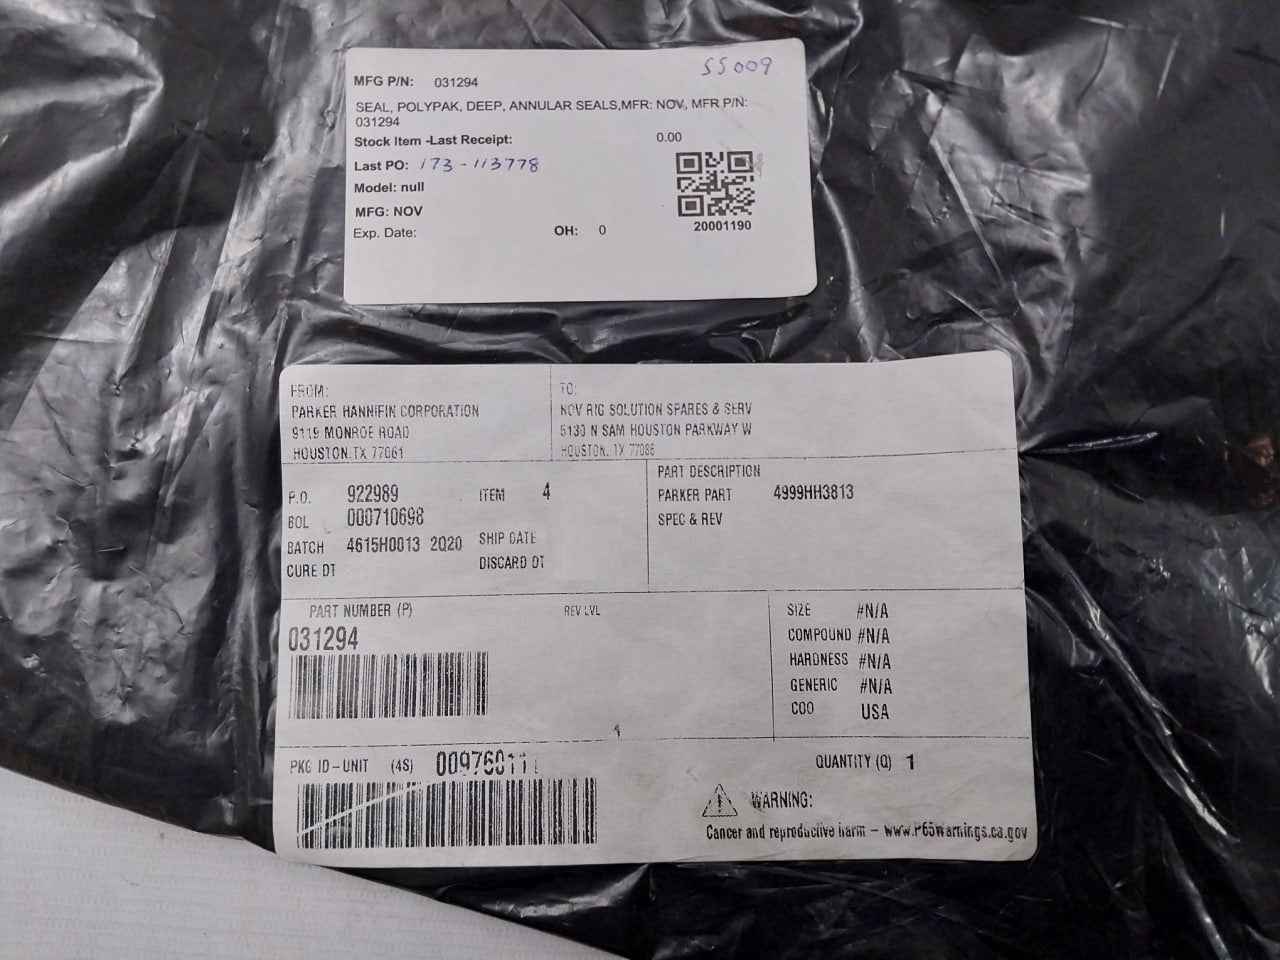 SS009
MFG P/N: 031294
SEAL, POLYPAK, DEEP, ANNULAR SEALS,MFR: NOV, MFR P/N:
031294
Stock Item -Last Receipt: 0.00
Last PO: 173-113778
Model: null
MFG: NOV
20001190
Exp. Date: OH: 0
FROM:
PARKER HANNIFIN CORPORATION
9119 MONROE ROAD
HOUSTON,TX 77061
TO:
NOV RIG SOLUTION SPARES & SERV
5130 N SAM HOUSTON PARKWAY W
HOUSTON, TX 77086
P.O. 922989 ITEM 4
BOL 000710698
BATCH 4615H0013 2Q20 SHIP DATE
CURE DT DISCARD DT
PART DESCRIPTION
PARKER PART 4999HH3813
SPEC & REV
PART NUMBER (P) REV LVL
031294
SIZE #N/A
COMPOUND #N/A
HARDNESS #N/A
GENERIC #N/A
COO USA
PKG ID-UNIT (4S)
QUANTITY (Q) 1
WARNING:
Cancer and reproductive harm - www.P65warnings.ca.gov